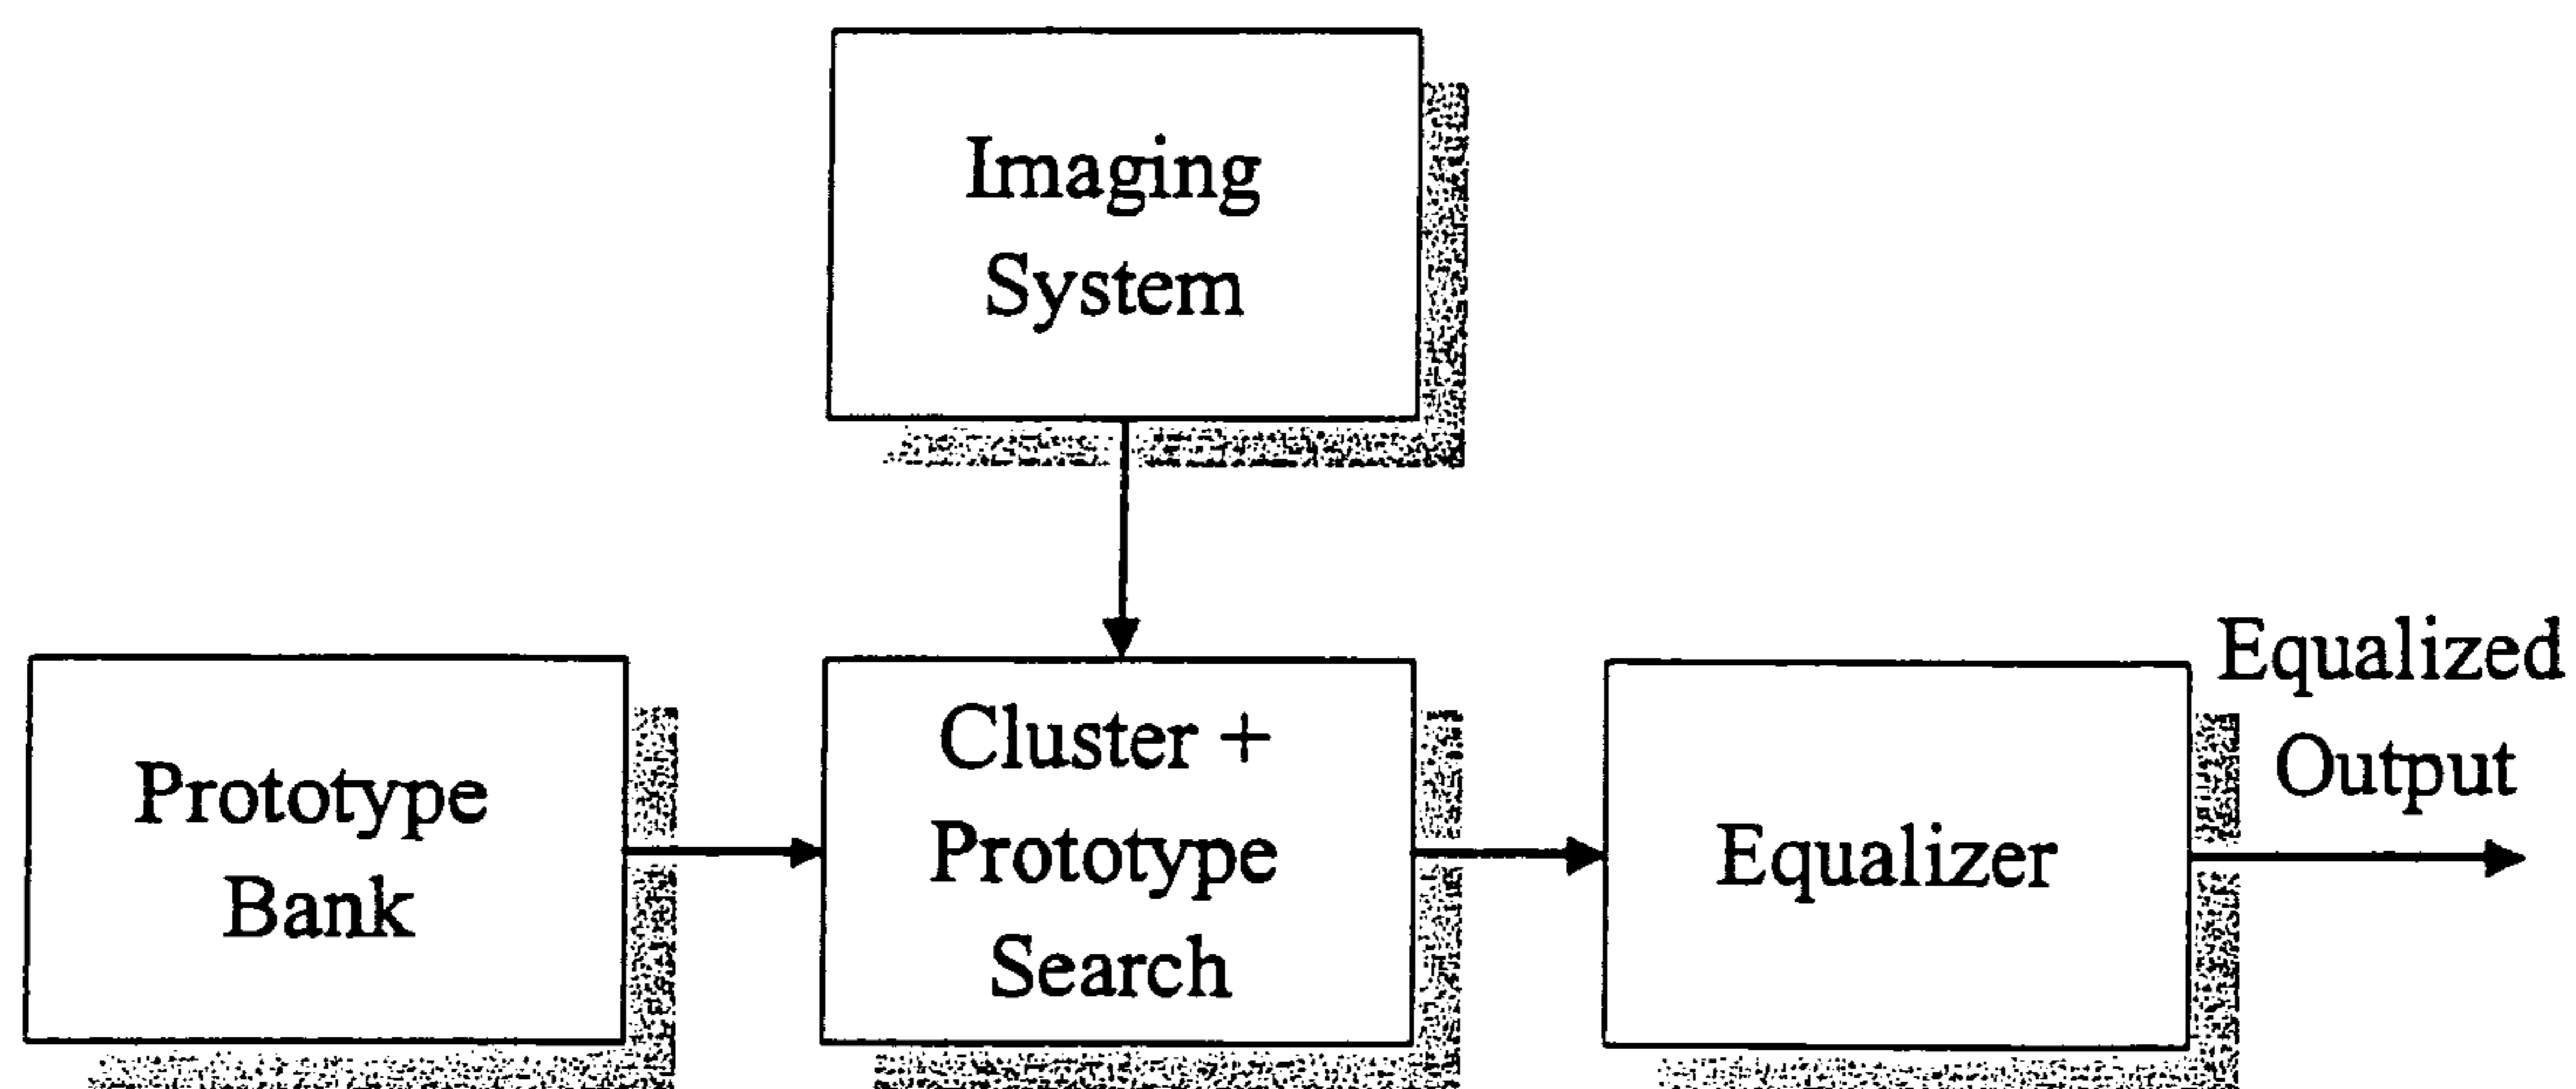 Imaging
System
Prototype
Bank
Cluster +
Prototype
Search
Equalizer
Equalized
Output